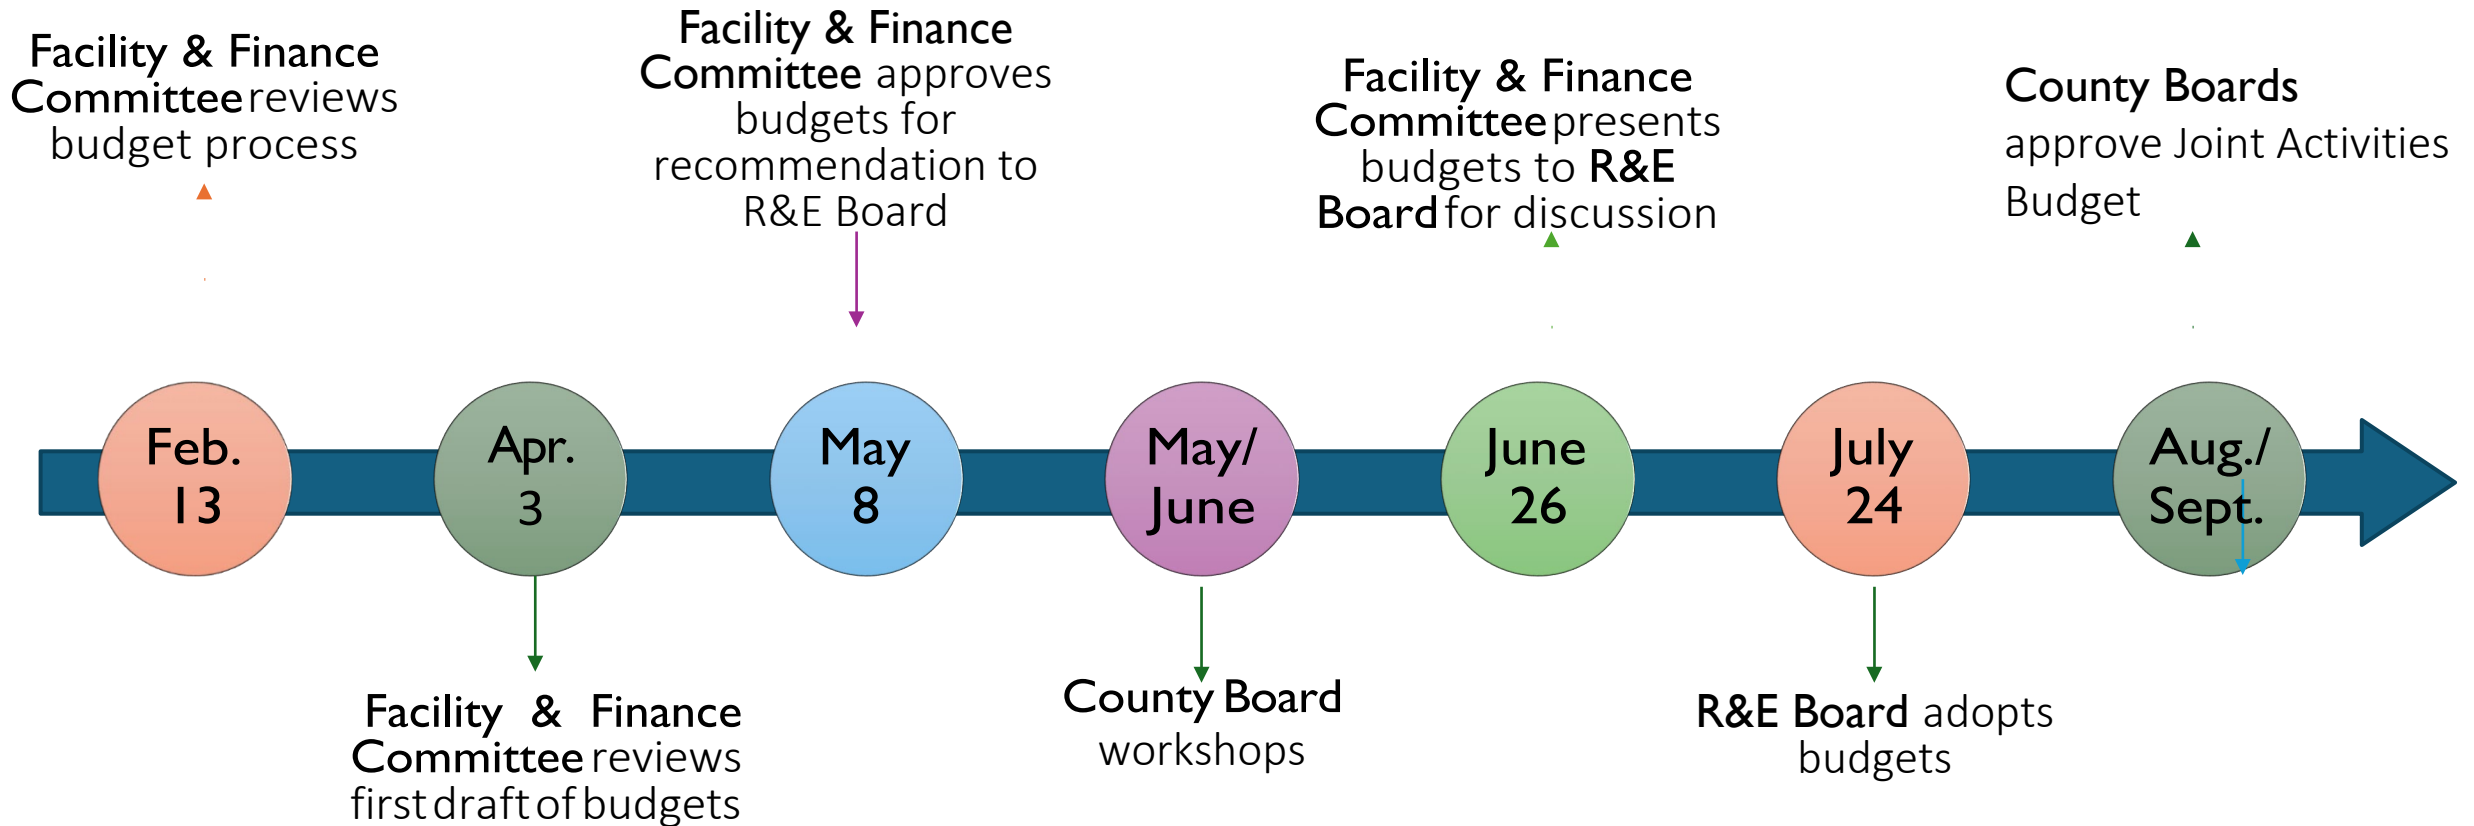 Facility & Finance
Committee reviews
budget process
Facility & Finance
Committee approves
budgets for
recommendation to
R&E Board
Facility & Finance
Committee presents
budgets to R&E
Board for discussion
County Boards
approve Joint Activities
Budget
Feb.
13
Apr.
3
May
8
May/
June
June
26
July
24
Aug./
Sept.
Facility & Finance
Committee reviews
first draft of budgets
County Board
workshops
R&E Board adopts
budgets